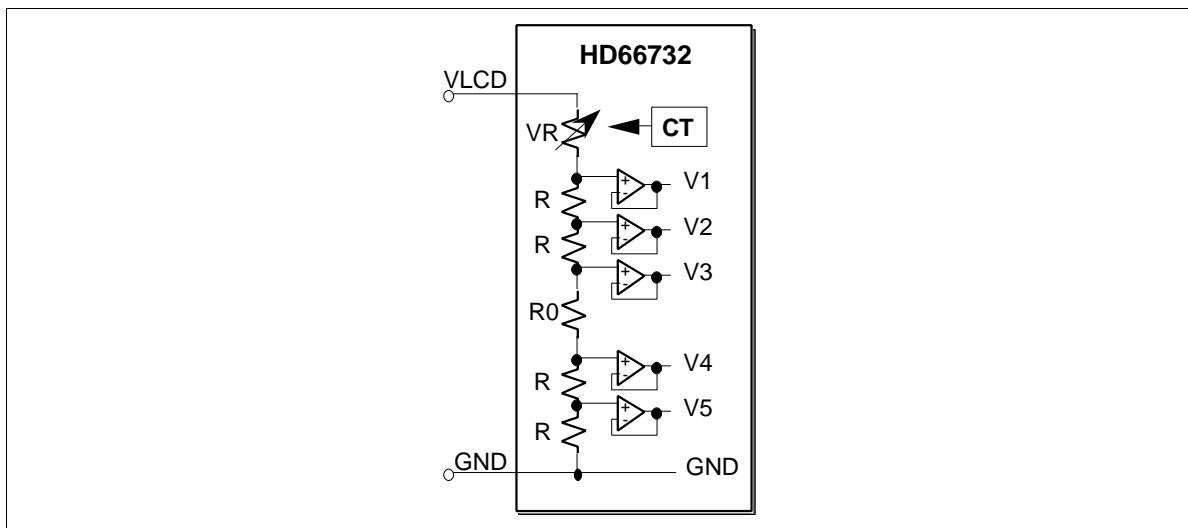 HD66732
VLCD
VR
CT
+
-
V1
R
+
-
V2
R
+
-
V3
R0
+
-
V4
R
+
-
V5
R
GND
GND